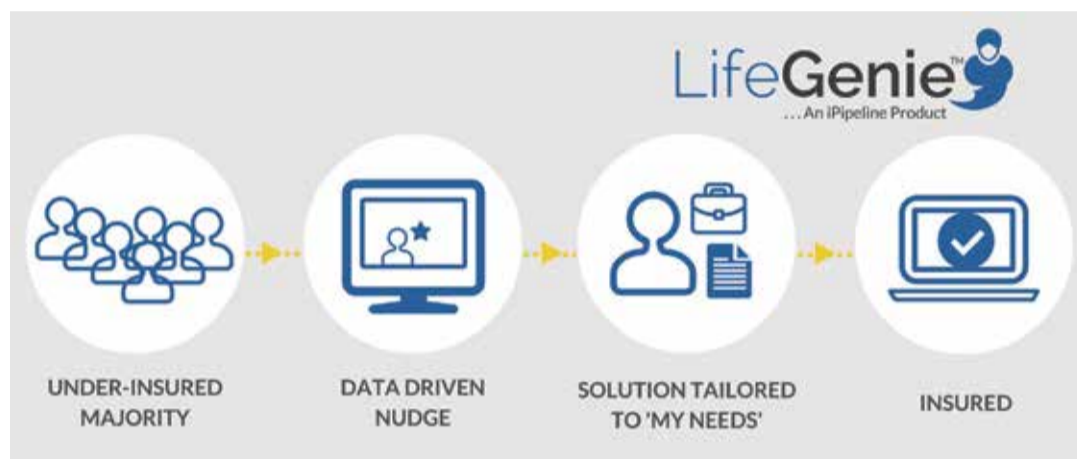 LifeGenie™
...An iPipeline Product
UNDER-INSURED
MAJORITY
DATA DRIVEN
NUDGE
SOLUTION TAILORED
TO 'MY NEEDS'
INSURED